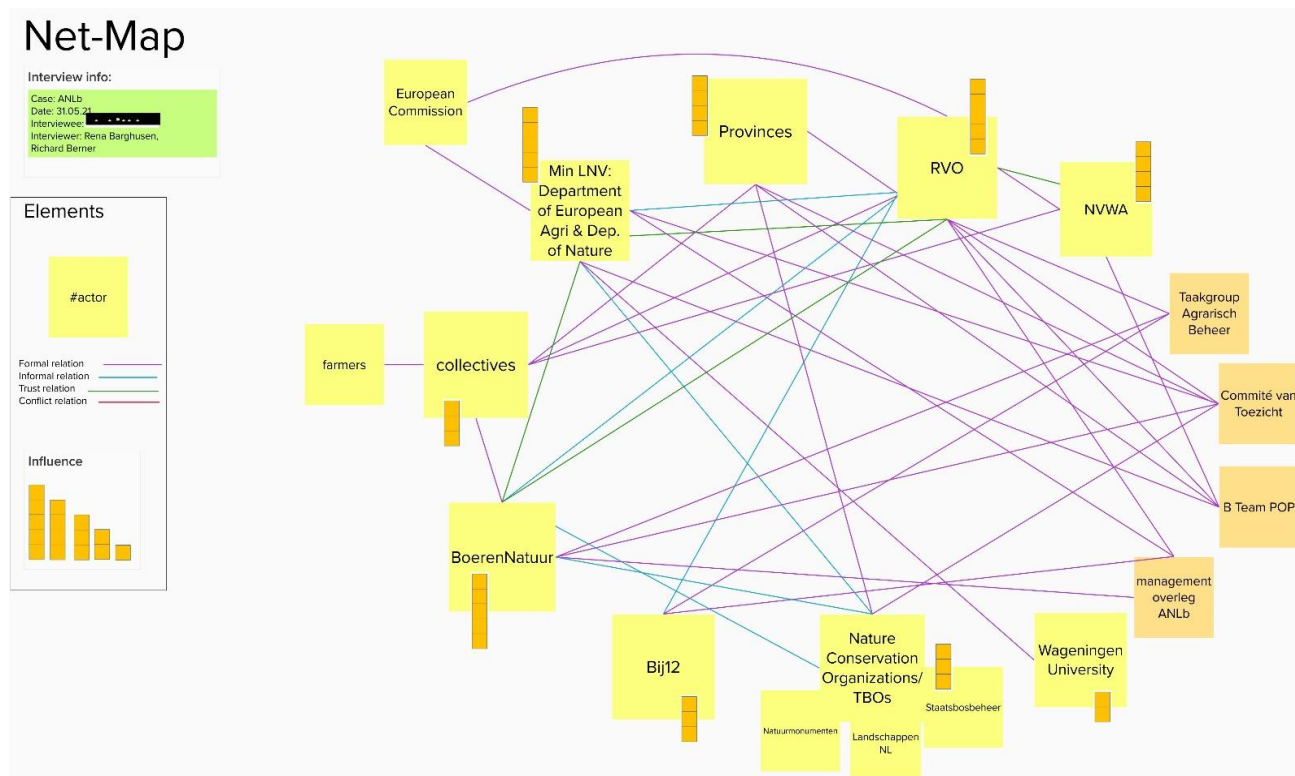 Net-Map
Interview info:
Case: ANLb
Date: 31.05.21
Interviewee:
Interviewer: Rena Barghusen,
Richard Berner
Elements
#actor
Formal relation
Informal relation
Trust relation
Conflict relation
Influence
European
Commission
Min LNV:
Department
of European
Agri & Dep.
of Nature
Provinces
RVO
NVWA
Taakgroup
Agrarisch
Beheer
Commité van
Toezicht
B Team POP
management
overleg
ANLb
farmers
collectives
BoerenNatuur
Bij12
Nature
Conservation
Organizations/
TBOs
Natuurmonumenten
Landschappen
NL
Staatsbosbeheer
Wageningen
University